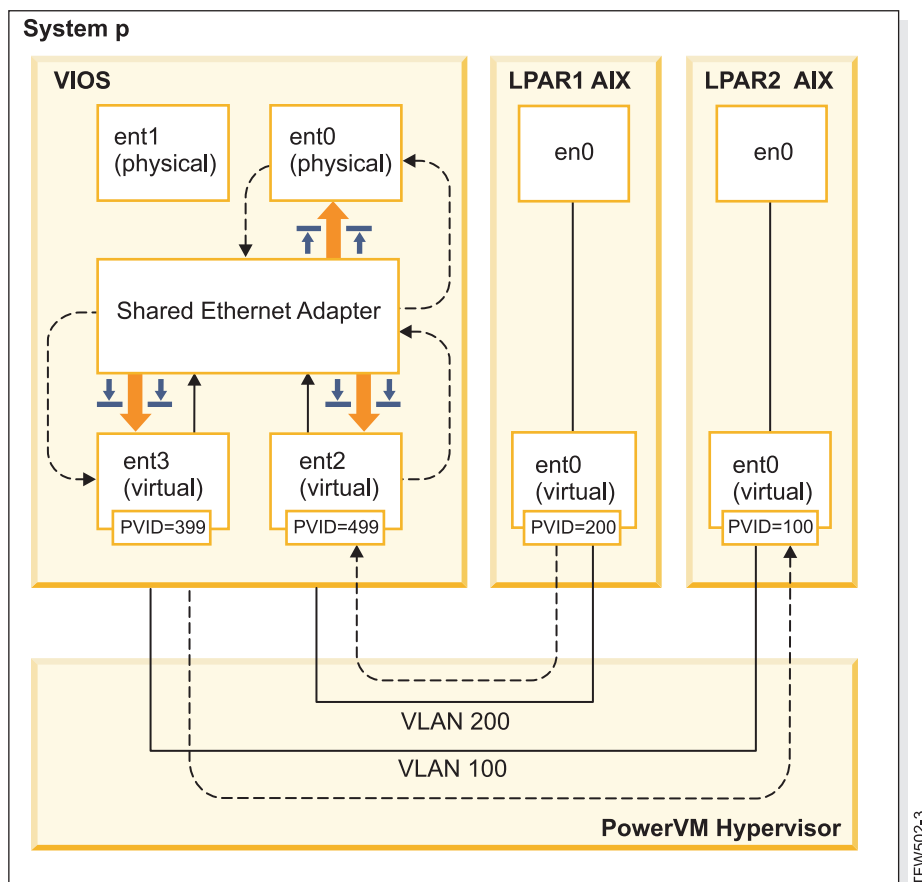 System p
VIOS
LPAR1 AIX
LPAR2 AIX
ent1
(physical)
ent0
(physical)
en0
en0
Shared Ethernet Adapter
ent3
(virtual)
PVID=399
ent2
(virtual)
PVID=499
ent0
(virtual)
PVID=200
ent0
(virtual)
PVID=100
VLAN 200
VLAN 100
PowerVM Hypervisor
TEW502-3